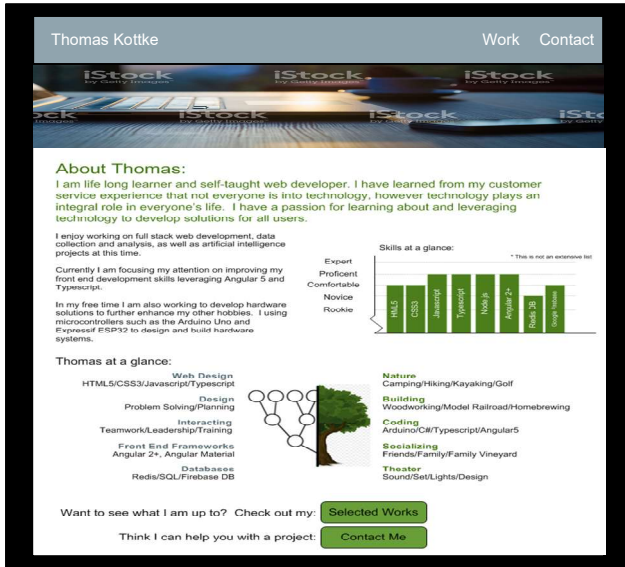 Thomas Kottke
Work Contact
iStock iStock iStock
by Getty Images by Getty Images by Getty Images
ock iStock iStock iSto
Images by Getty Images by Getty Images by Ge
About Thomas:
I am life long learner and self-taught web developer. I have learned from my customer
service experience that not everyone is into technology, however technology plays an
integral role in everyone's life. I have a passion for learning about and leveraging
technology to develop solutions for all users.
I enjoy working on full stack web development, data
collection and analysis, as well as artificial intelligence
projects at this time.
Currently I am focusing my attention on improving my
front end development skills leveraging Angular 5 and
Typescript.
In my free time I am also working to develop hardware
solutions to further enhance my other hobbies. I using
microcontrollers such as the Arduino Uno and
Expressif ESP32 to design and build hardware
systems.
Skills at a glance:
* This is not an extensive list
Expert
Proficent
Comfortable
Novice
Rookie
HML5
CSS3
Javascript
Typescript
Node js
Angular 2+
Redis DB
Google Firebase
Thomas at a glance:
Web Design
HTML5/CSS3/Javascript/Typescript
Design
Problem Solving/Planning
Interacting
Teamwork/Leadership/Training
Front End Frameworks
Angular 2+, Angular Material
Databases
Redis/SQL/Firebase DB
Nature
Camping/Hiking/Kayaking/Golf
Building
Woodworking/Model Railroad/Homebrewing
Coding
Arduino/C#/Typescript/Angular5
Socializing
Friends/Family/Family Vineyard
Theater
Sound/Set/Lights/Design
Want to see what I am up to? Check out my: Selected Works
Think I can help you with a project: Contact Me